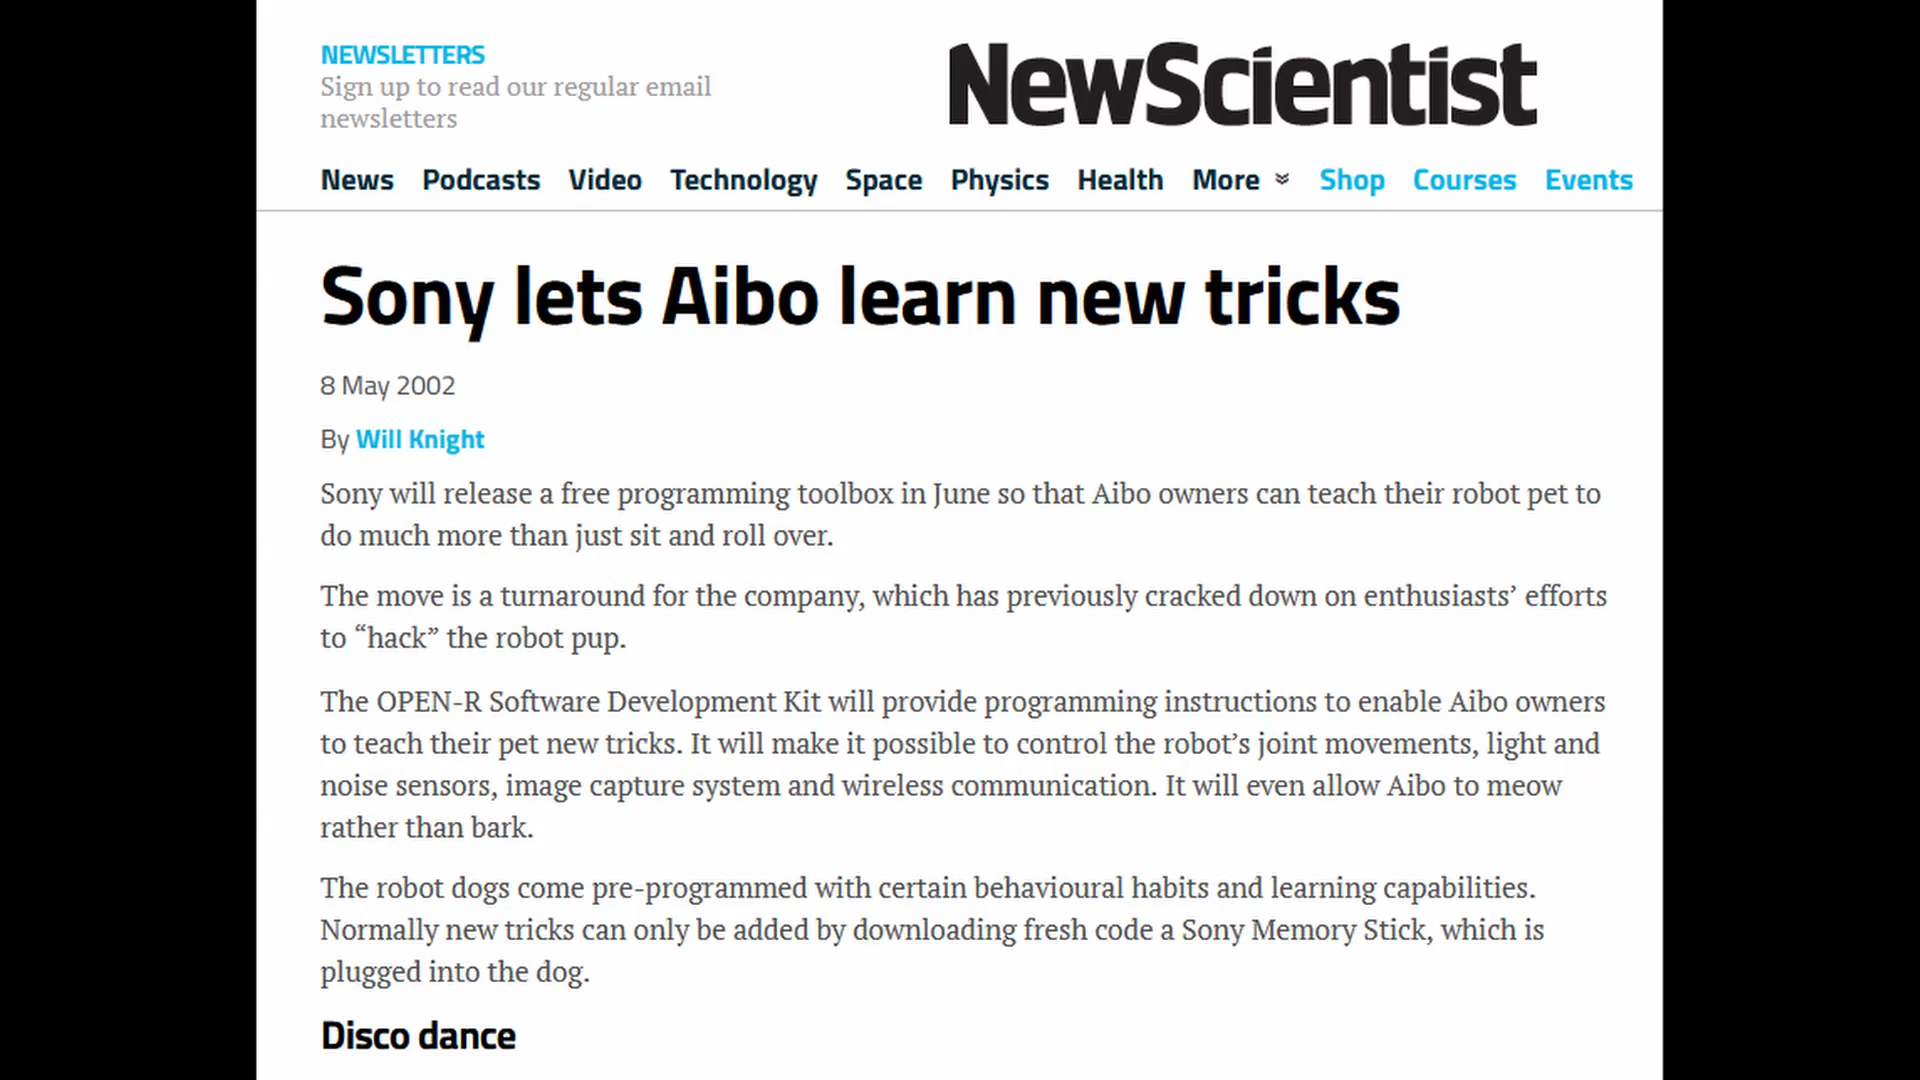 NEWSLETTERS
Sign up to read our regular email
newsletters
NewScientist
News Podcasts Video Technology Space Physics Health More Shop Courses Events
Sony lets Aibo learn new tricks
8 May 2002
By Will Knight
Sony will release a free programming toolbox in June so that Aibo owners can teach their robot pet to
do much more than just sit and roll over.
The move is a turnaround for the company, which has previously cracked down on enthusiasts’ efforts
to “hack” the robot pup.
The OPEN-R Software Development Kit will provide programming instructions to enable Aibo owners
to teach their pet new tricks. It will make it possible to control the robot’s joint movements, light and
noise sensors, image capture system and wireless communication. It will even allow Aibo to meow
rather than bark.
The robot dogs come pre-programmed with certain behavioural habits and learning capabilities.
Normally new tricks can only be added by downloading fresh code a Sony Memory Stick, which is
plugged into the dog.
Disco dance